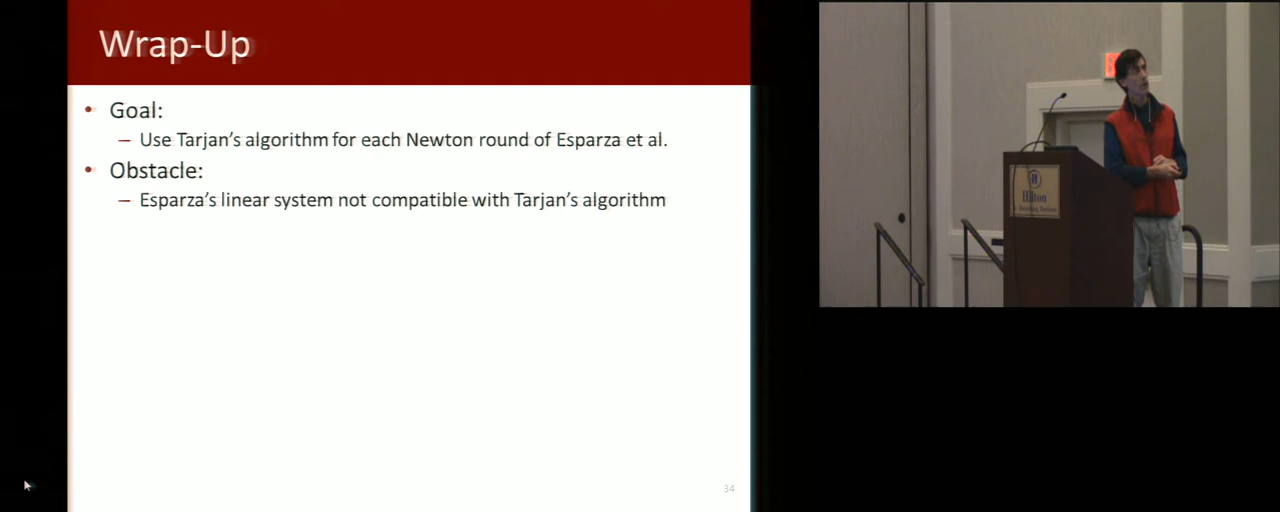 Wrap-Up
• Goal:
– Use Tarjan's algorithm for each Newton round of Esparza et al.
• Obstacle:
– Esparza's linear system not compatible with Tarjan's algorithm
34
Hilton